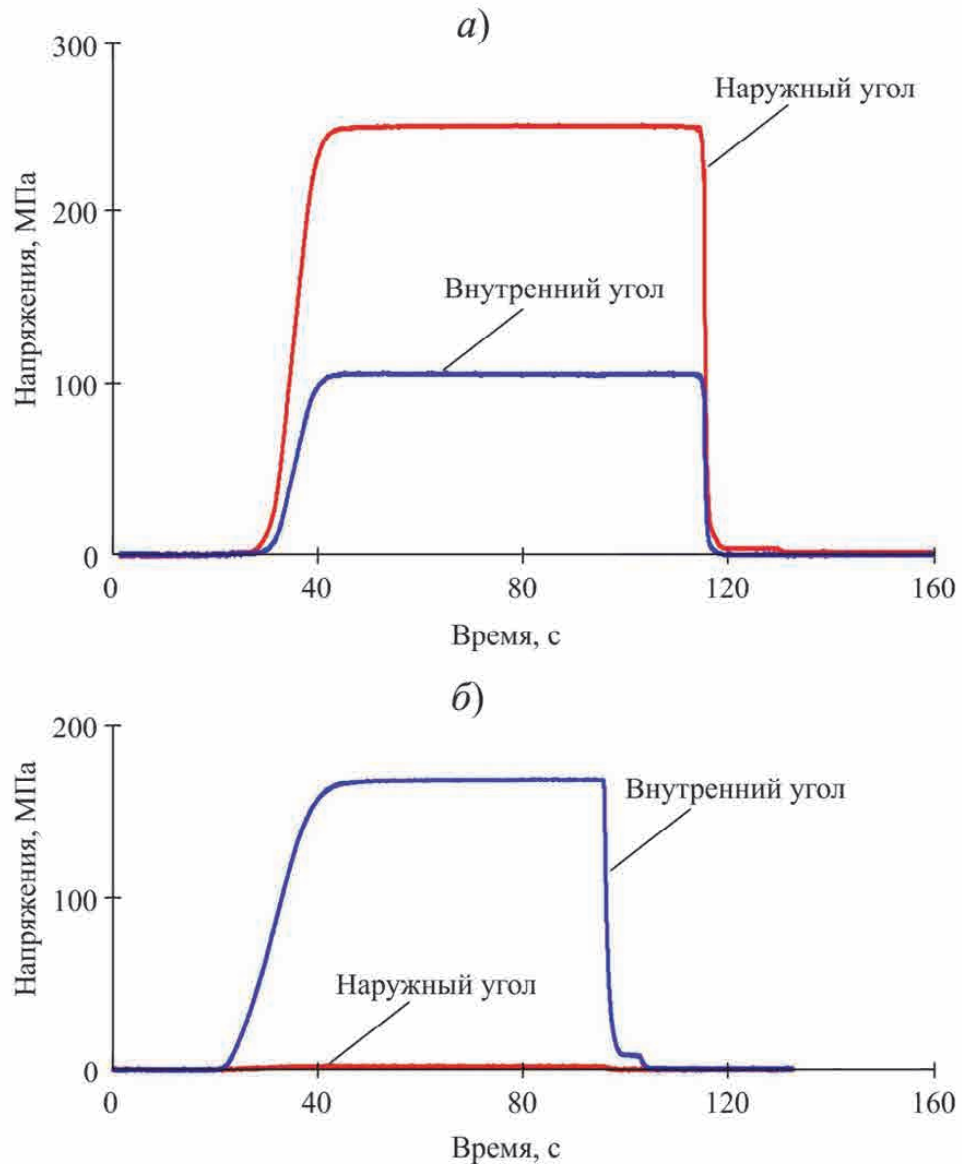 а)
300
Наружный угол
Напряжения, МПа
200
Внутренний угол
100
0
0 40 80 120 160
Время, с
б)
200
Внутренний угол
Напряжения, МПа
100
Наружный угол
0
0 40 80 120 160
Время, с